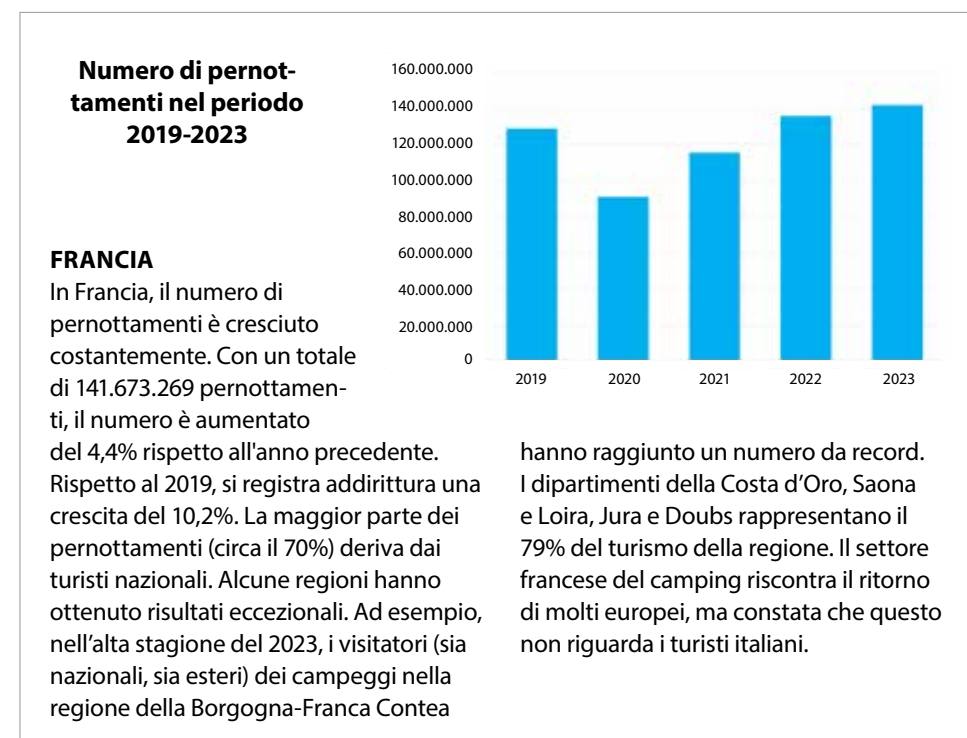 Numero di pernot-
tamenti nel periodo
2019-2023
160.000.000
140.000.000
120.000.000
100.000.000
80.000.000
60.000.000
40.000.000
20.000.000
0
2019 2020 2021 2022 2023
FRANCIA
In Francia, il numero di
pernottamenti è cresciuto
costantemente. Con un totale
di 141.673.269 pernottamen-
ti, il numero è aumentato
del 4,4% rispetto all'anno precedente.
Rispetto al 2019, si registra addirittura una
crescita del 10,2%. La maggior parte dei
pernottamenti (circa il 70%) deriva dai
turisti nazionali. Alcune regioni hanno
ottenuto risultati eccezionali. Ad esempio,
nell’alta stagione del 2023, i visitatori (sia
nazionali, sia esteri) dei campeggi nella
regione della Borgogna-Franca Contea
hanno raggiunto un numero da record.
I dipartimenti della Costa d’Oro, Saona
e Loira, Jura e Doubs rappresentano il
79% del turismo della regione. Il settore
francese del camping riscontra il ritorno
di molti europei, ma constata che questo
non riguarda i turisti italiani.